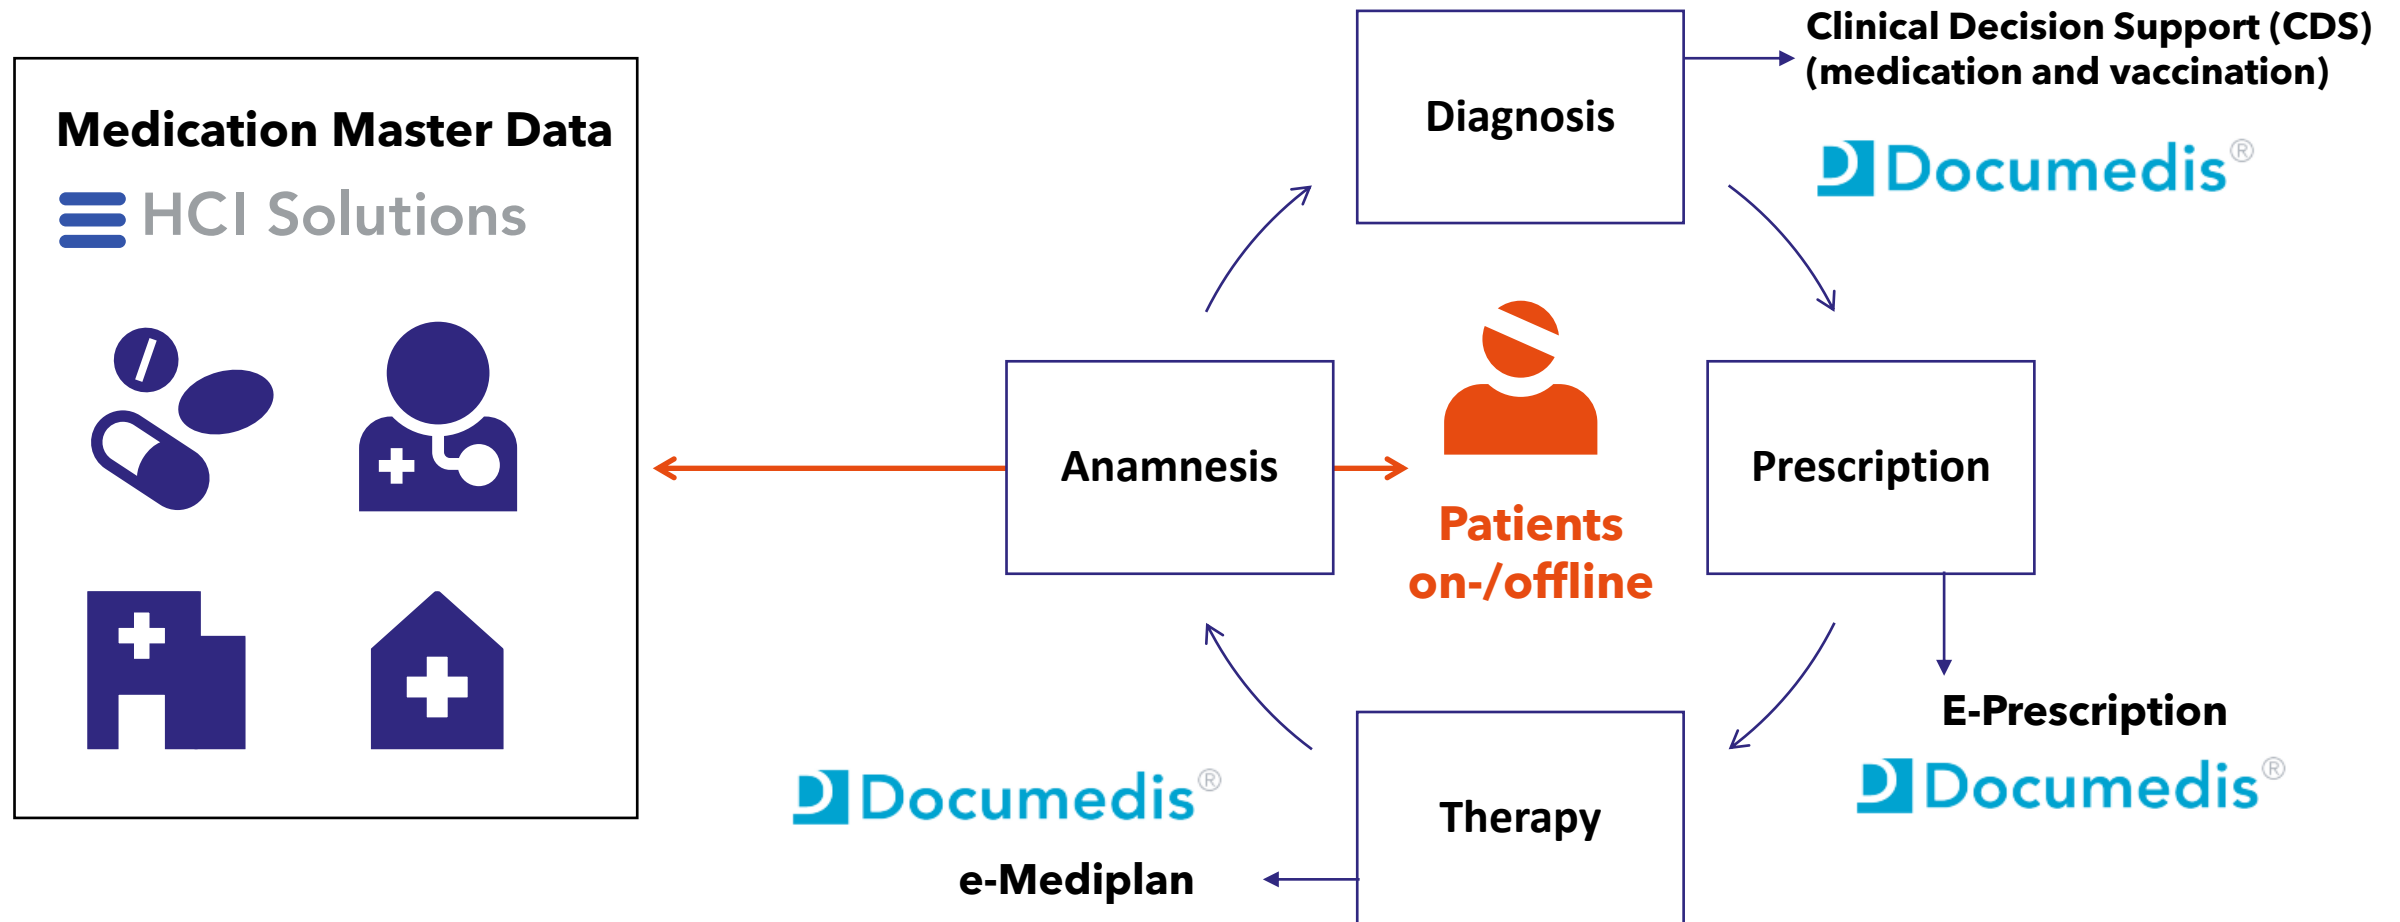 Medication Master Data
HCI Solutions
Diagnosis
Clinical Decision Support (CDS)
(medication and vaccination)
Documedis®
Anamnesis
Patients
on-/offline
Prescription
E-Prescription
Documedis®
Therapy
Documedis®
e-Mediplan